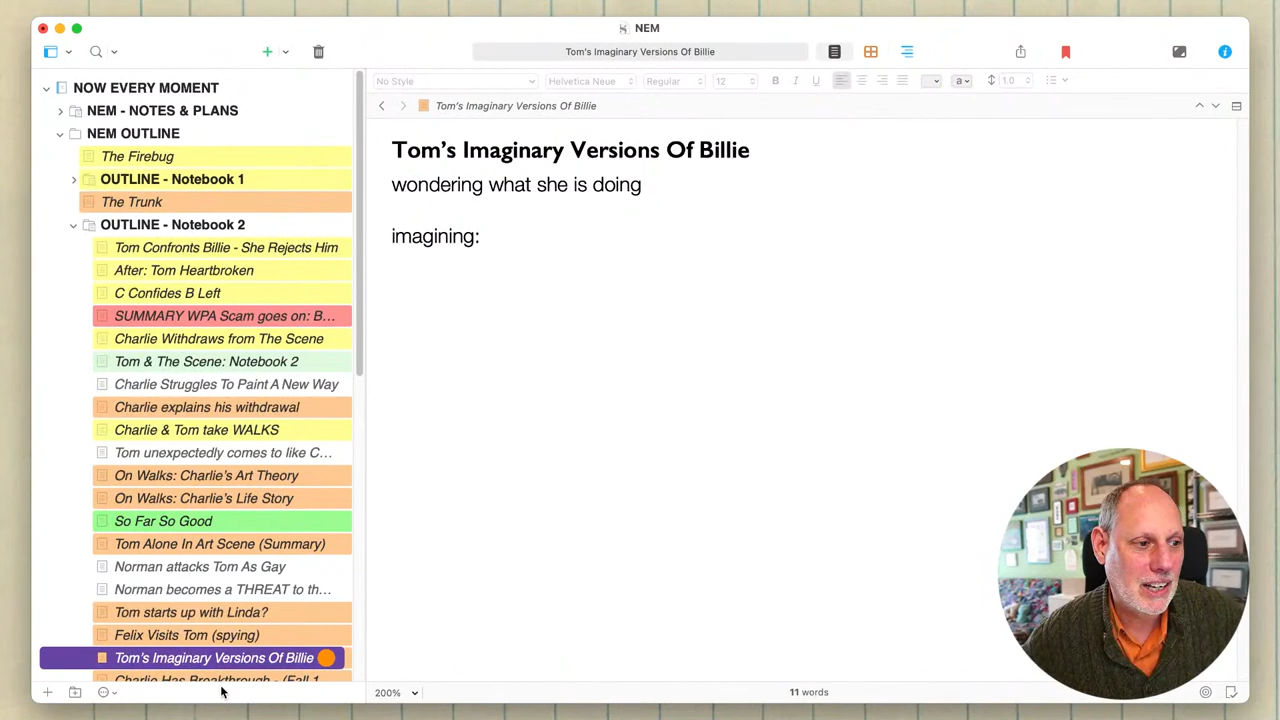 NEM
Tom's Imaginary Versions Of Billie
No Style
Helvetica Neue
Regular
12
B
I
U
a
1.0
Tom's Imaginary Versions Of Billie
NOW EVERY MOMENT
NEM - NOTES & PLANS
NEM OUTLINE
The Firebug
OUTLINE - Notebook 1
The Trunk
OUTLINE - Notebook 2
Tom Confronts Billie - She Rejects Him
After: Tom Heartbroken
C Confides B Left
SUMMARY WPA Scam goes on: B…
Charlie Withdraws from The Scene
Tom & The Scene: Notebook 2
Charlie Struggles To Paint A New Way
Charlie explains his withdrawal
Charlie & Tom take WALKS
Tom unexpectedly comes to like C…
On Walks: Charlie's Art Theory
On Walks: Charlie's Life Story
So Far So Good
Tom Alone In Art Scene (Summary)
Norman attacks Tom As Gay
Norman becomes a THREAT to th…
Tom starts up with Linda?
Felix Visits Tom (spying)
Tom's Imaginary Versions Of Billie
Charlie Has Breakthrough - (Fall 1
Tom's Imaginary Versions Of Billie
wondering what she is doing
imagining:
200%
11 words